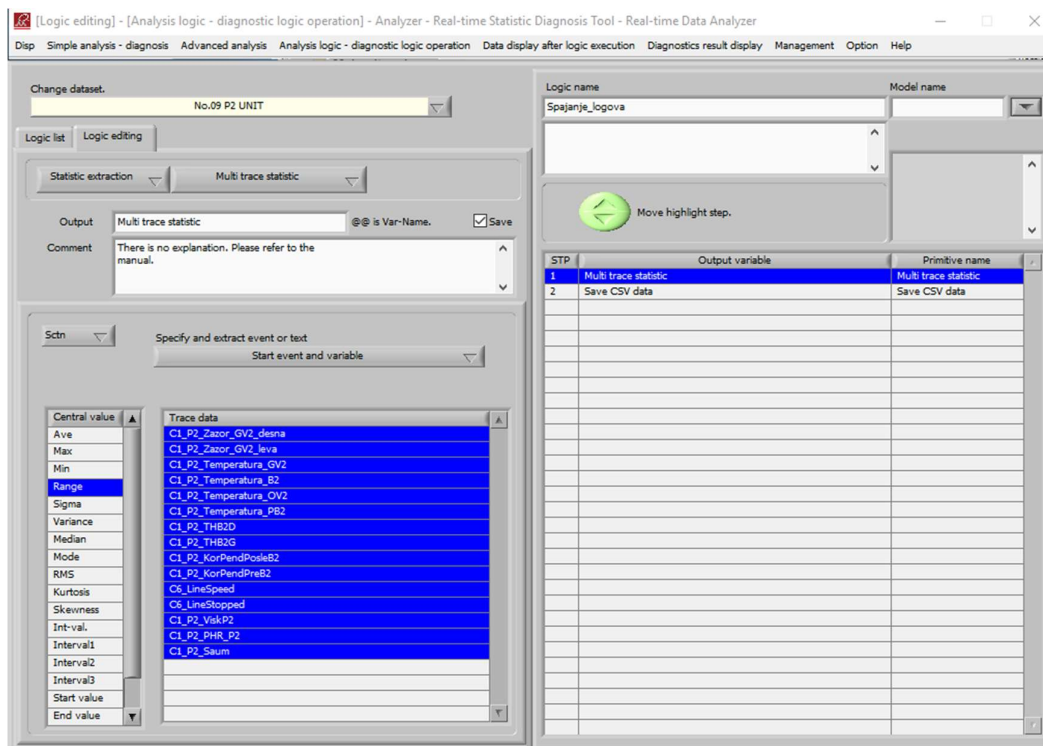 [Logic editing] - [Analysis logic - diagnostic logic operation] - Analyzer - Real-time Statistic Diagnosis Tool - Real-time Data Analyzer
Disp Simple analysis - diagnosis Advanced analysis Analysis logic - diagnostic logic operation Data display after logic execution Diagnostics result display Management Option Help
Change dataset.
No.09 P2 UNIT
Logic list Logic editing
Statistic extraction Multi trace statistic
Output Multi trace statistic @@ is Var-Name. Save
Comment There is no explanation. Please refer to the
manual.
Sctn
Specify and extract event or text
Start event and variable
Central value
Ave
Max
Min
Range
Sigma
Variance
Median
Mode
RMS
Kurtosis
Skewness
Int-val.
Interval1
Interval2
Interval3
Start value
End value
Trace data
C1_P2_Zazor_GV2_desna
C1_P2_Zazor_GV2_leva
C1_P2_Temperatura_GV2
C1_P2_Temperatura_B2
C1_P2_Temperatura_OV2
C1_P2_Temperatura_PB2
C1_P2_THB2D
C1_P2_THB2G
C1_P2_KorPendPosleB2
C1_P2_KorPendPreB2
C6_LineSpeed
C6_LineStopped
C1_P2_ViskP2
C1_P2_PHR_P2
C1_P2_Saum
Logic name Model name
Spajanje_logova
Move highlight step.
STP Output variable Primitive name
1 Multi trace statistic Multi trace statistic
2 Save CSV data Save CSV data